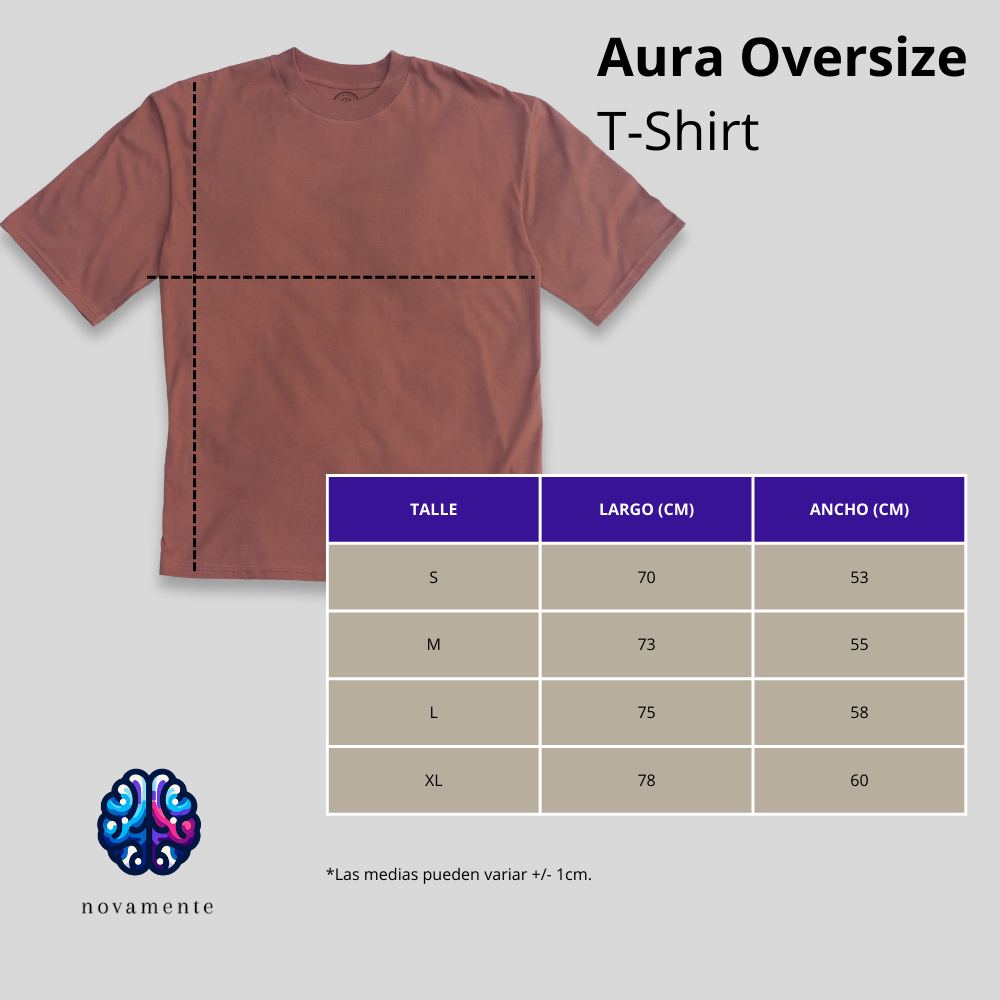 Aura Oversize
T-Shirt
TALLE LARGO (CM) ANCHO (CM)
S 70 53
M 73 55
L 75 58
XL 78 60
*Las medias pueden variar +/- 1cm.
novamente